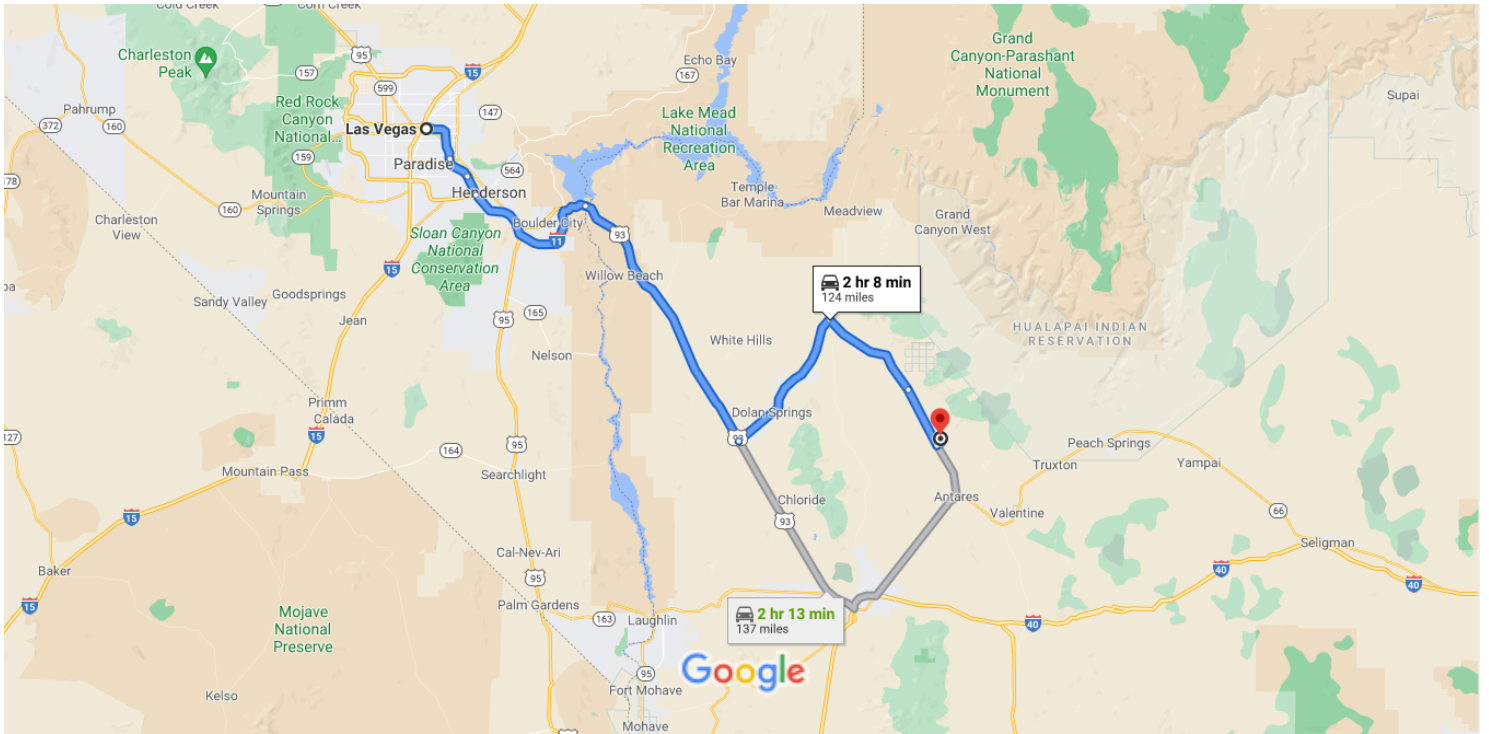 Cold Creek
Corn Creek
Charleston
Peak
95
15
157
599
Echo Bay
167
Grand
Canyon-Parashant
National
Monument
Supai
Pahrump
372
160
Red Rock
Canyon
National...
147
Las Vegas
Lake Mead
National
Recreation
Area
159
Paradise
564
178
Mountain
Springs
Henderson
Temple
Bar Marina
Meadview
160
Charleston
View
Boulder City
Grand
Canyon West
Sloan Canyon
National
Conservation
Area
11
93
15
Willow Beach
2 hr 8 min
124 miles
Sandy Valley
Goodsprings
Jean
95
165
HUALAPAI INDIAN
RESERVATION
White Hills
Nelson
Primm
Calada
Dolan Springs
127
15
95
93
164
Peach Springs
Mountain Pass
Searchlight
Truxton
Yampai
Chloride
Antares
15
93
Valentine
66
Seligman
Cal-Nev-Ari
Baker
95
40
40
15
Palm Gardens
2 hr 13 min
137 miles
163
Laughlin
40
Mojave
National
Preserve
Google
95
Kelso
Fort Mohave
Mohave